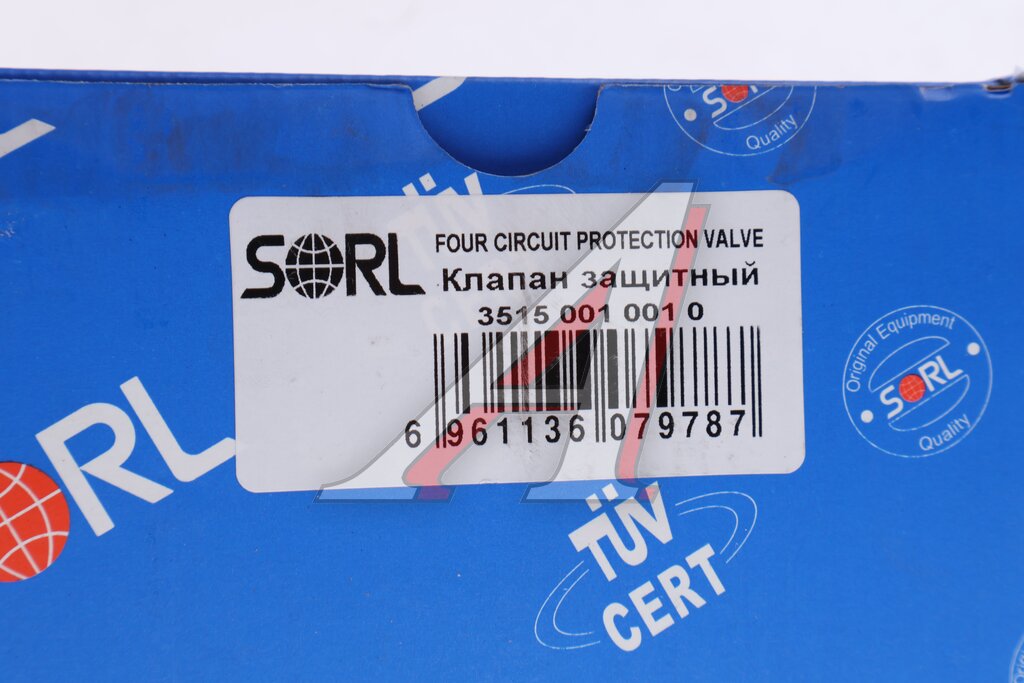 SORL
Quality
TÜV
SORL
FOUR CIRCUIT PROTECTION VALVE
Клапан защитный
3515 001 001 0
6 961136 079787
Original Equipment
SORL
Quality
RL
TÜV
CERT